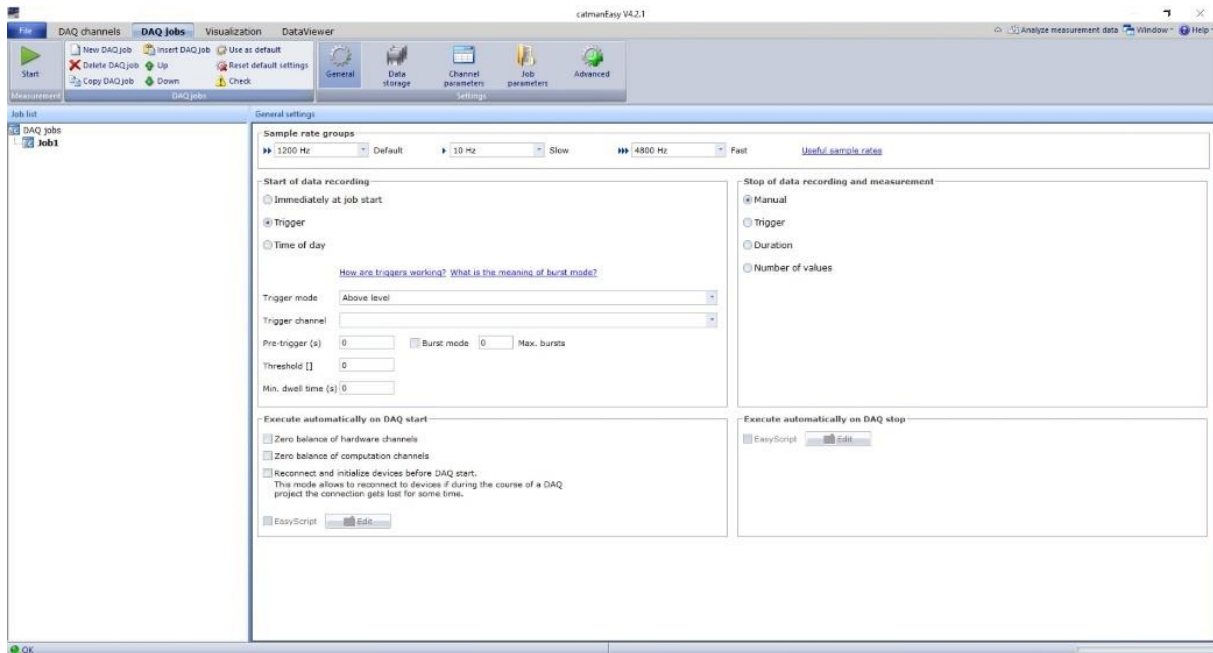 catmanEasy V4.2.1
File DAQ channels DAQ jobs Visualization DataViewer
Analyze measurement data Window Help
Start
New DAQ job Insert DAQ job Use as default
Delete DAQ job Up Reset default settings
Copy DAQ job Down Check
General Data storage Channel parameters Job parameters Advanced
Measurement DAQ jobs Settings
Job list General settings
DAQ jobs
Job1
Sample rate groups
1200 Hz Default 10 Hz Slow 4800 Hz Fast Useful sample rates
Start of data recording
Immediately at job start
Trigger
Time of day
How are triggers working? What is the meaning of burst mode?
Trigger mode Above level
Trigger channel
Pre-trigger (s) 0 Burst mode 0 Max. bursts
Threshold [] 0
Min. dwell time (s) 0
Stop of data recording and measurement
Manual
Trigger
Duration
Number of values
Execute automatically on DAQ start
Zero balance of hardware channels
Zero balance of computation channels
Reconnect and initialize devices before DAQ start.
This mode allows to reconnect to devices if during the course of a DAQ
project the connection gets lost for some time.
EasyScript Edit
Execute automatically on DAQ stop
EasyScript Edit
OK